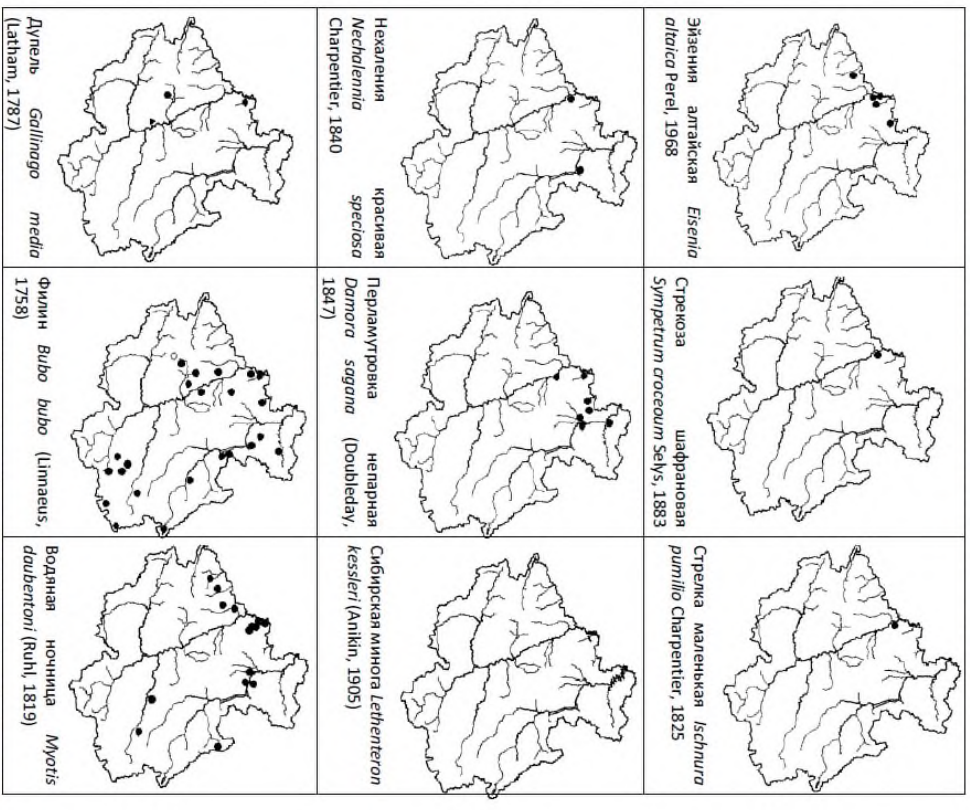 Эйзения алтайская Eisenia
altaica Perel, 1968
Стрекоза шафрановая
Sympetrum croceoum Selys, 1883
Стрелка маленькая Ischnura
pumilio Charpentier, 1825
Нехаления красивая
Nechalennia speciosa
Charpentier, 1840
Перламутровка непарная
Damora sagana (Doubleday,
1847)
Сибирская минога Lethenteron
kessleri (Anikin, 1905)
Дупель Gallinago media
(Latham, 1787)
Филин Bubo bubo (Linnaeus,
1758)
Водяная ночница Myotis
daubentoni (Ruhl, 1819)